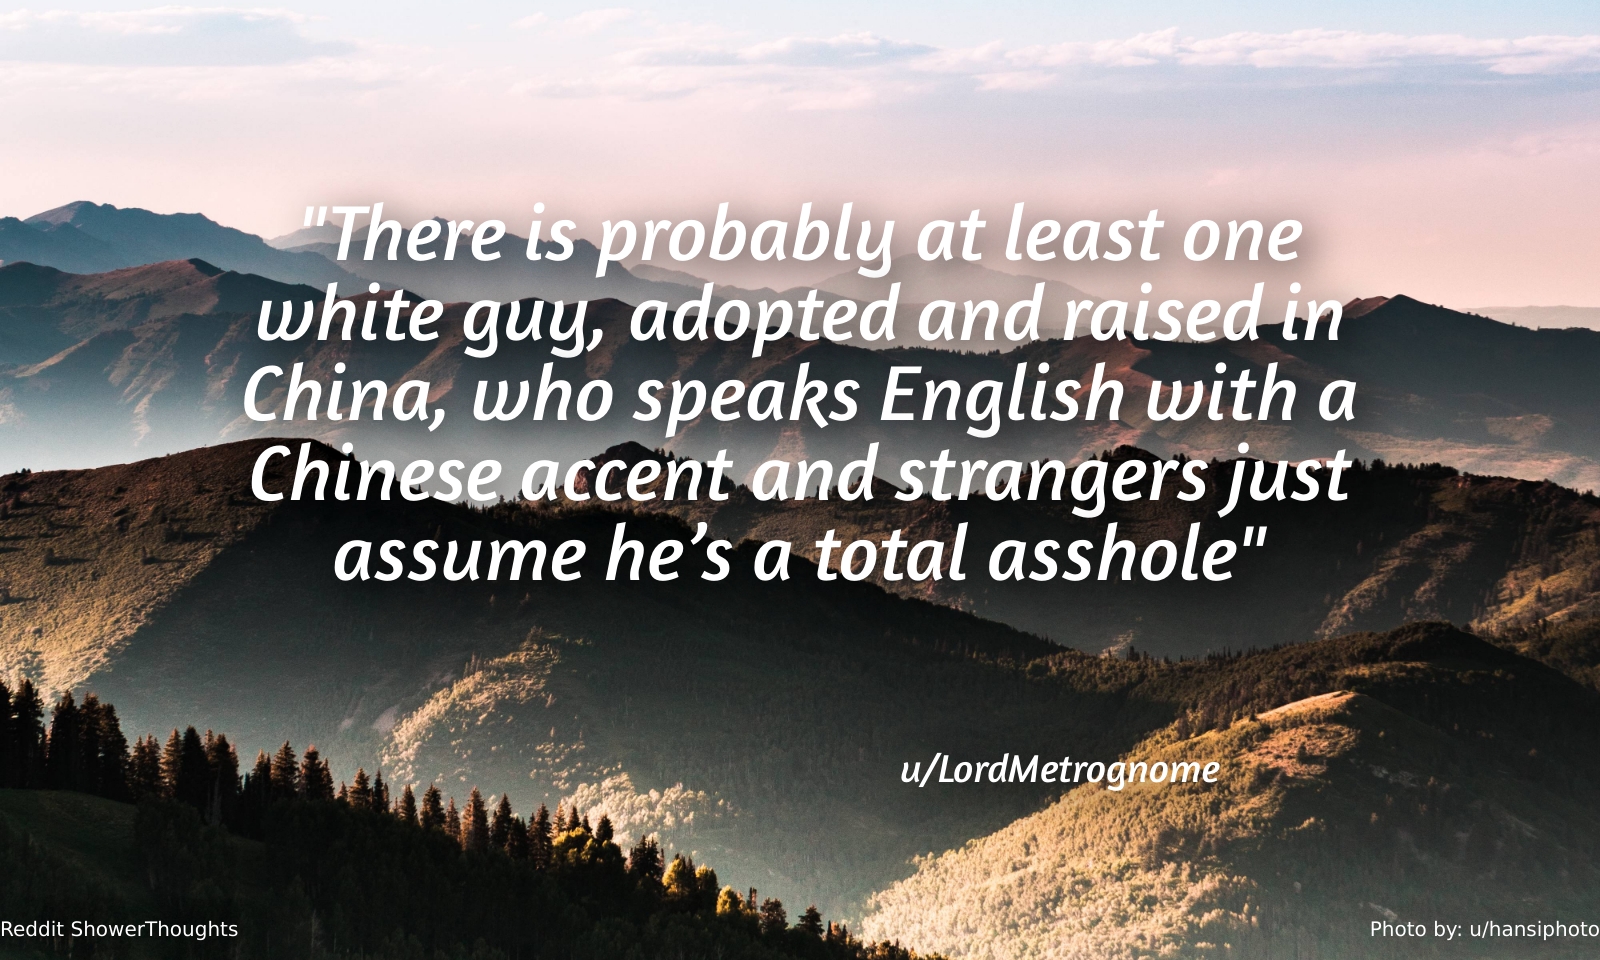 "There is probably at least one
white guy, adopted and raised in
China, who speaks English with a
Chinese accent and strangers just
assume he’s a total asshole"
u/LordMetrognome
Reddit ShowerThoughts
Photo by: u/hansiphoto